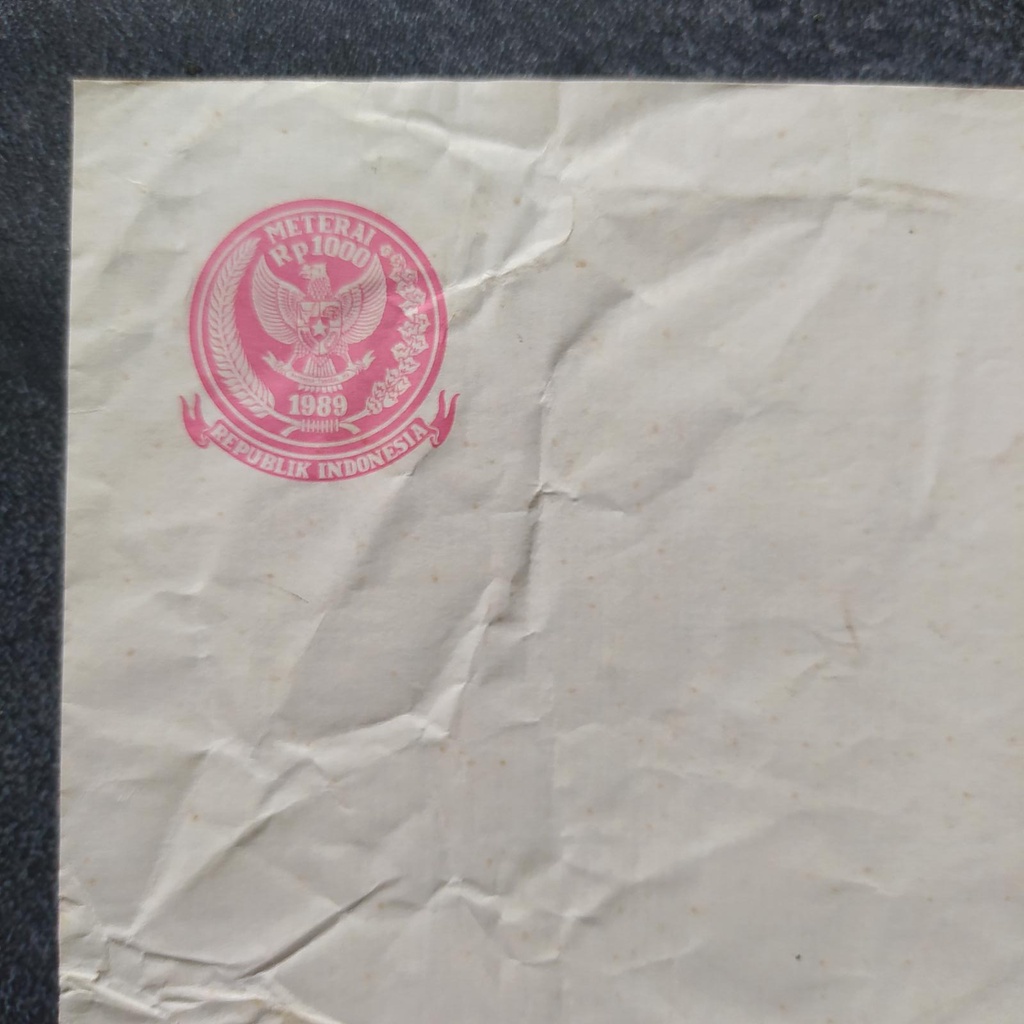 METERAI
Rp1000
1989
REPUBLIK INDONESIA